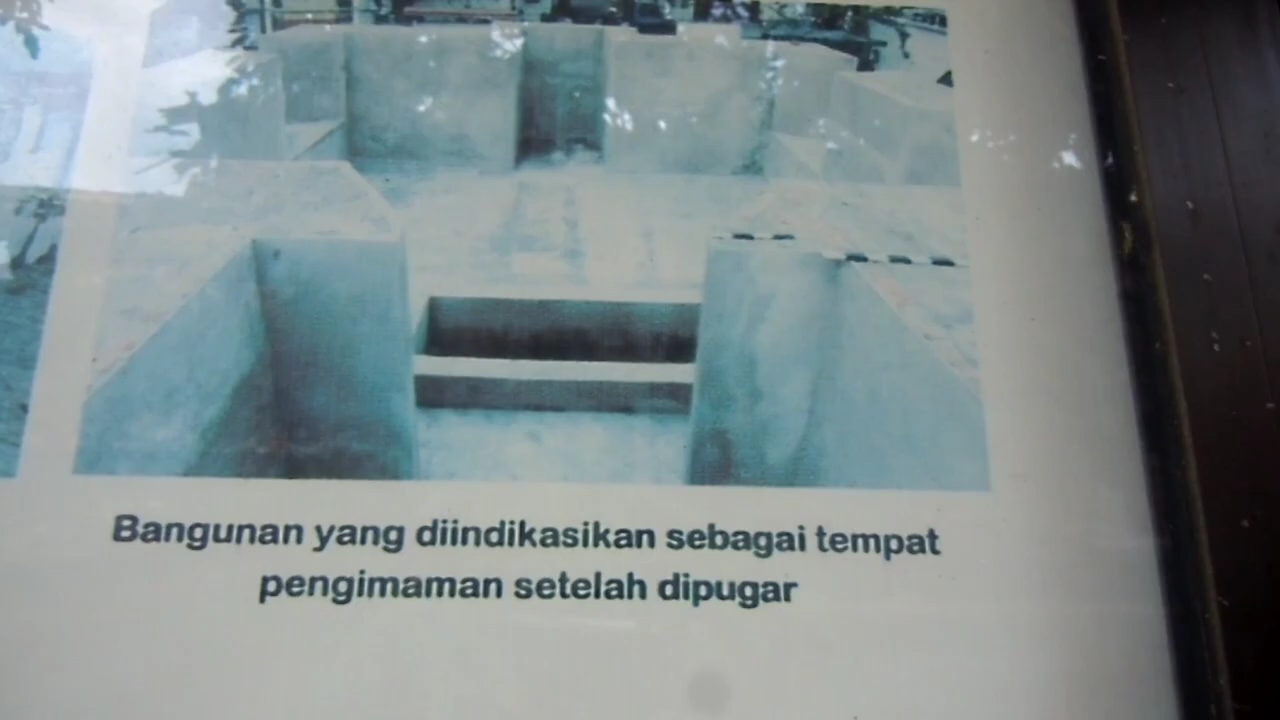 Bangunan yang diindikasikan sebagai tempat
pengimaman setelah dipugar